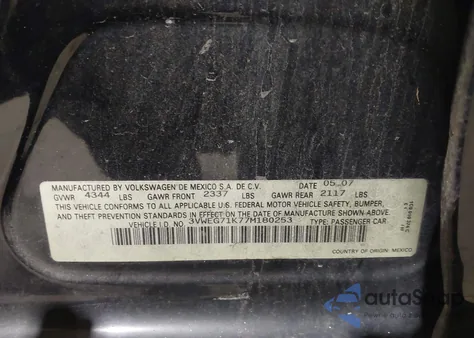 MANUFACTURED BY VOLKSWAGEN DE MEXICO S.A. DE C.V. DATE 05 07
GVWR 4344 LBS GAWR FRONT 2337 LBS GAWR REAR 2117 LBS
THIS VEHICLE CONFORMS TO ALL APPLICABLE U.S. FEDERAL MOTOR VEHICLE SAFETY, BUMPER,
AND THEFT PREVENTION STANDARDS IN EFFECT ON THE DATE OF MANUFACTURE SHOWN ABOVE.
VEHICLE I.D. NO. 3VWEG71K77M180253 TYPE: PASSENGER CAR
COUNTRY OF ORIGIN: MEXICO
autoSnap